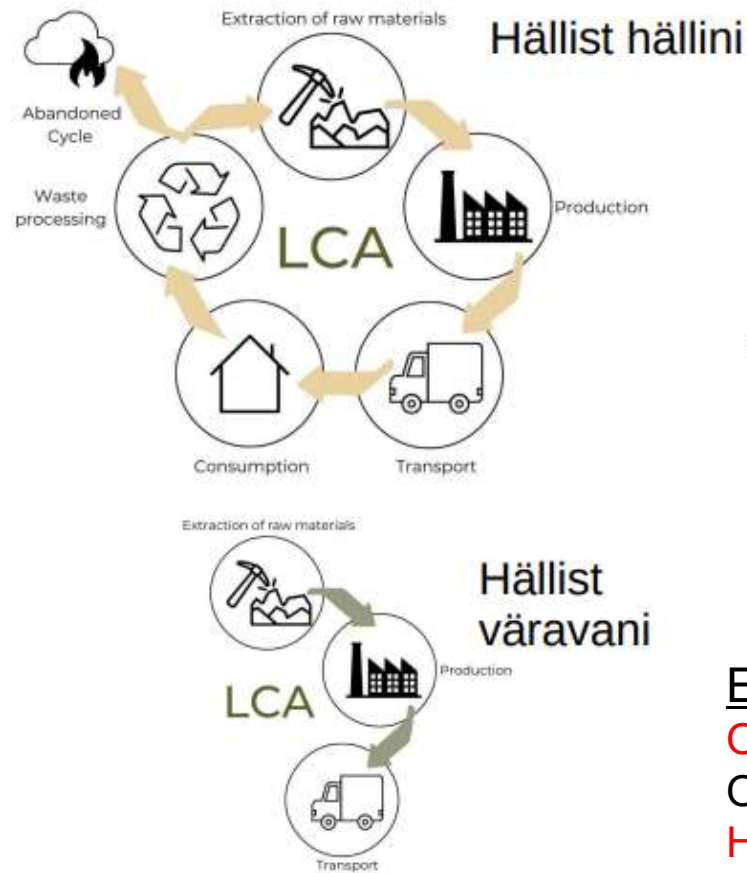 Extraction of raw materials
Hällist hällini
Abandoned
Cycle
Waste
processing
Production
LCA
Consumption
Transport
Extraction of raw materials
Hällist
väravani
Production
LCA
Transport
E
O
C
H